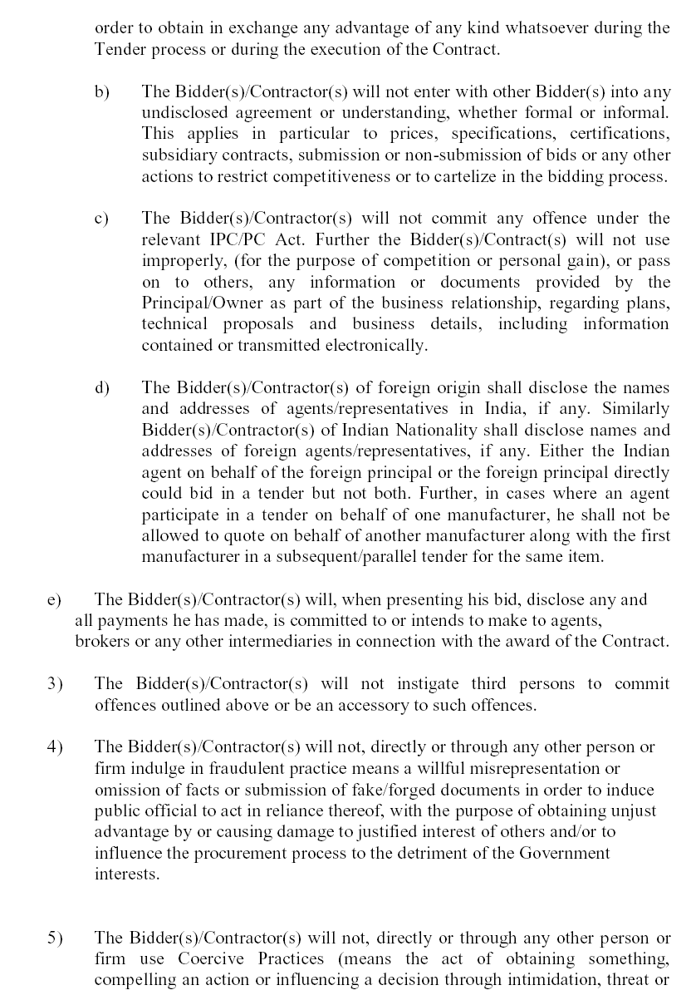 order to obtain in exchange any advantage of any kind whatsoever during the
Tender process or during the execution of the Contract.
b) The Bidder(s)/Contractor(s) will not enter with other Bidder(s) into any
undisclosed agreement or understanding, whether formal or informal.
This applies in particular to prices, specifications, certifications,
subsidiary contracts, submission or non-submission of bids or any other
actions to restrict competitiveness or to cartelize in the bidding process.
c) The Bidder(s)/Contractor(s) will not commit any offence under the
relevant IPC/PC Act. Further the Bidder(s)/Contract(s) will not use
improperly, (for the purpose of competition or personal gain), or pass
on to others, any information or documents provided by the
Principal/Owner as part of the business relationship, regarding plans,
technical proposals and business details, including information
contained or transmitted electronically.
d) The Bidder(s)/Contractor(s) of foreign origin shall disclose the names
and addresses of agents/representatives in India, if any. Similarly
Bidder(s)/Contractor(s) of Indian Nationality shall disclose names and
addresses of foreign agents/representatives, if any. Either the Indian
agent on behalf of the foreign principal or the foreign principal directly
could bid in a tender but not both. Further, in cases where an agent
participate in a tender on behalf of one manufacturer, he shall not be
allowed to quote on behalf of another manufacturer along with the first
manufacturer in a subsequent/parallel tender for the same item.
e) The Bidder(s)/Contractor(s) will, when presenting his bid, disclose any and
all payments he has made, is committed to or intends to make to agents,
brokers or any other intermediaries in connection with the award of the Contract.
3) The Bidder(s)/Contractor(s) will not instigate third persons to commit
offences outlined above or be an accessory to such offences.
4) The Bidder(s)/Contractor(s) will not, directly or through any other person or
firm indulge in fraudulent practice means a willful misrepresentation or
omission of facts or submission of fake/forged documents in order to induce
public official to act in reliance thereof, with the purpose of obtaining unjust
advantage by or causing damage to justified interest of others and/or to
influence the procurement process to the detriment of the Government
interests.
5) The Bidder(s)/Contractor(s) will not, directly or through any other person or
firm use Coercive Practices (means the act of obtaining something,
compelling an action or influencing a decision through intimidation, threat or